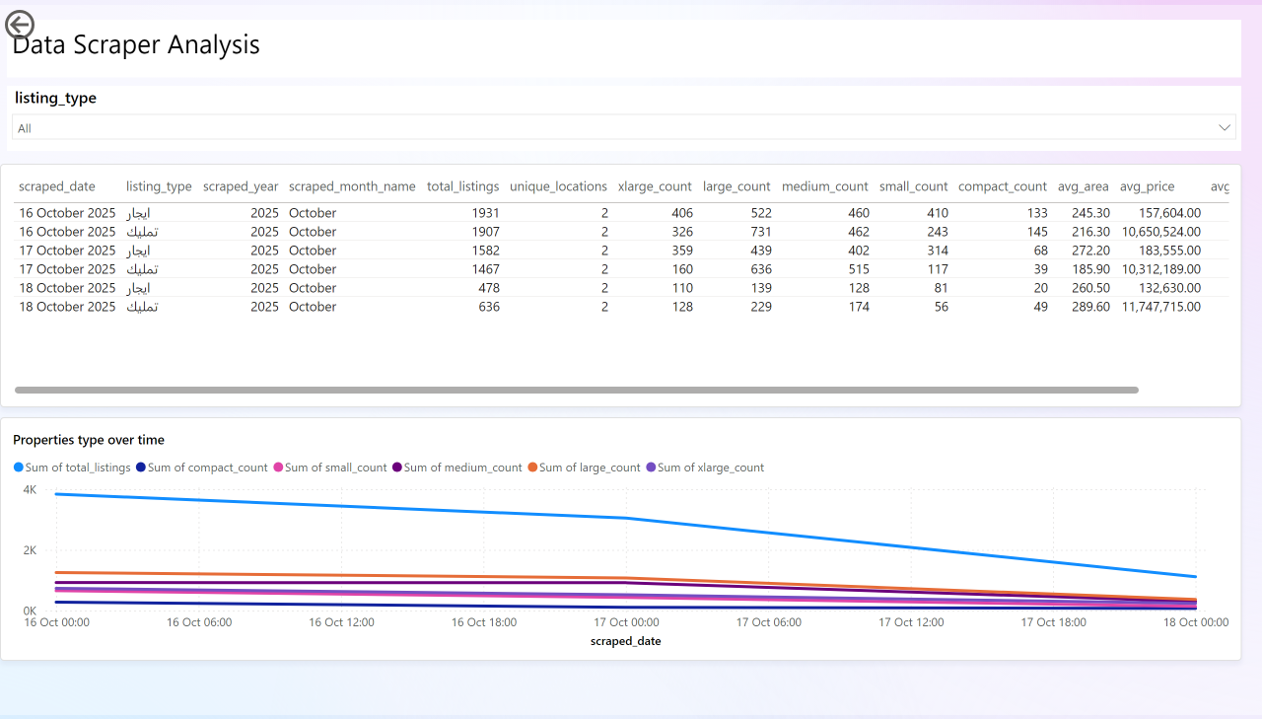 Data Scraper Analysis
listing_type
All
scraped_date listing_type scraped_year scraped_month_name total_listings unique_locations xlarge_count large_count medium_count small_count compact_count avg_area avg_price avg
16 October 2025 ايجار 2025 October 1931 2 406 522 460 410 133 245.30 157,604.00
16 October 2025 تمليك 2025 October 1907 2 326 731 462 243 145 216.30 10,650,524.00
17 October 2025 ايجار 2025 October 1582 2 359 439 402 314 68 272.20 183,555.00
17 October 2025 تمليك 2025 October 1467 2 160 636 515 117 39 185.90 10,312,189.00
18 October 2025 ايجار 2025 October 478 2 110 139 128 81 20 260.50 132,630.00
18 October 2025 تمليك 2025 October 636 2 128 229 174 56 49 289.60 11,747,715.00
Properties type over time
Sum of total_listings Sum of compact_count Sum of small_count Sum of medium_count Sum of large_count Sum of xlarge_count
4K
2K
0K
16 Oct 00:00 16 Oct 06:00 16 Oct 12:00 16 Oct 18:00 17 Oct 00:00 17 Oct 06:00 17 Oct 12:00 17 Oct 18:00 18 Oct 00:00
scraped_date